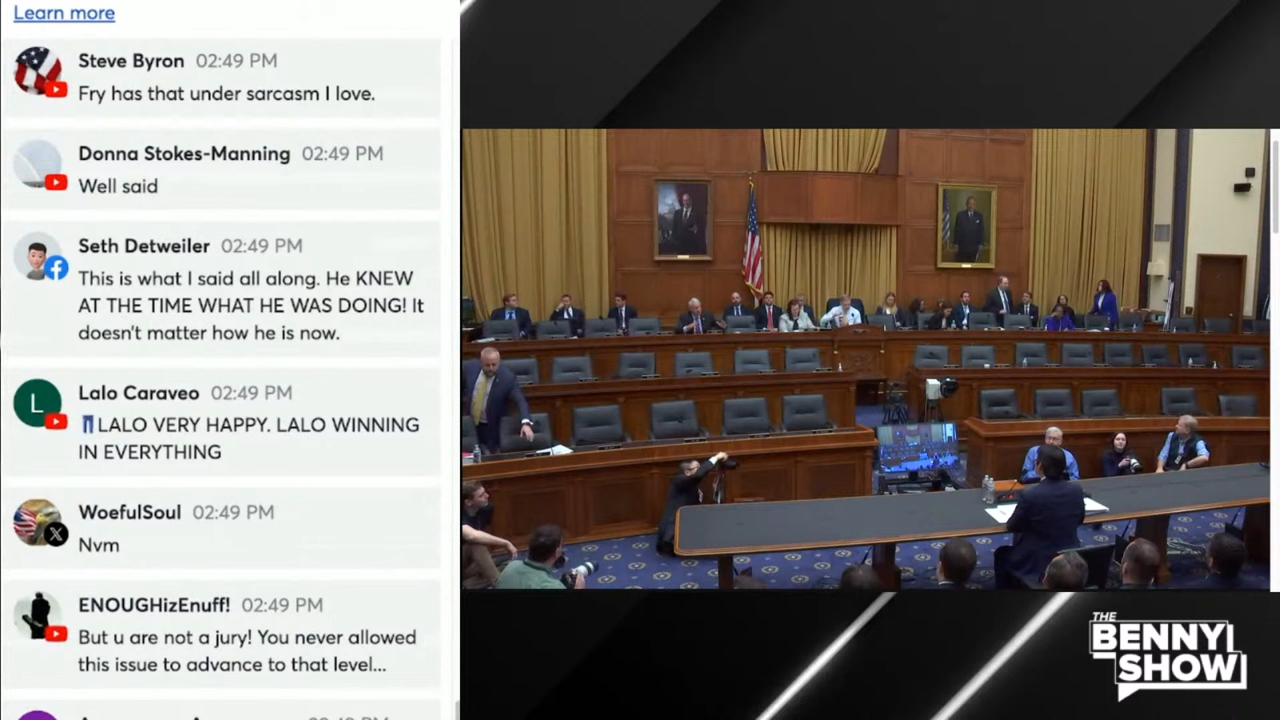 Learn more
Steve Byron 02:49 PM
Fry has that under sarcasm I love.
Donna Stokes-Manning 02:49 PM
Well said
Seth Detweiler 02:49 PM
This is what I said all along. He KNEW
AT THE TIME WHAT HE WAS DOING! It
doesn't matter how he is now.
L
Lalo Caraveo 02:49 PM
👖LALO VERY HAPPY. LALO WINNING
IN EVERYTHING
WoefulSoul 02:49 PM
Nvm
ENOUGHizEnuff! 02:49 PM
But u are not a jury! You never allowed
this issue to advance to that level...
THE
BENNY
SHOW